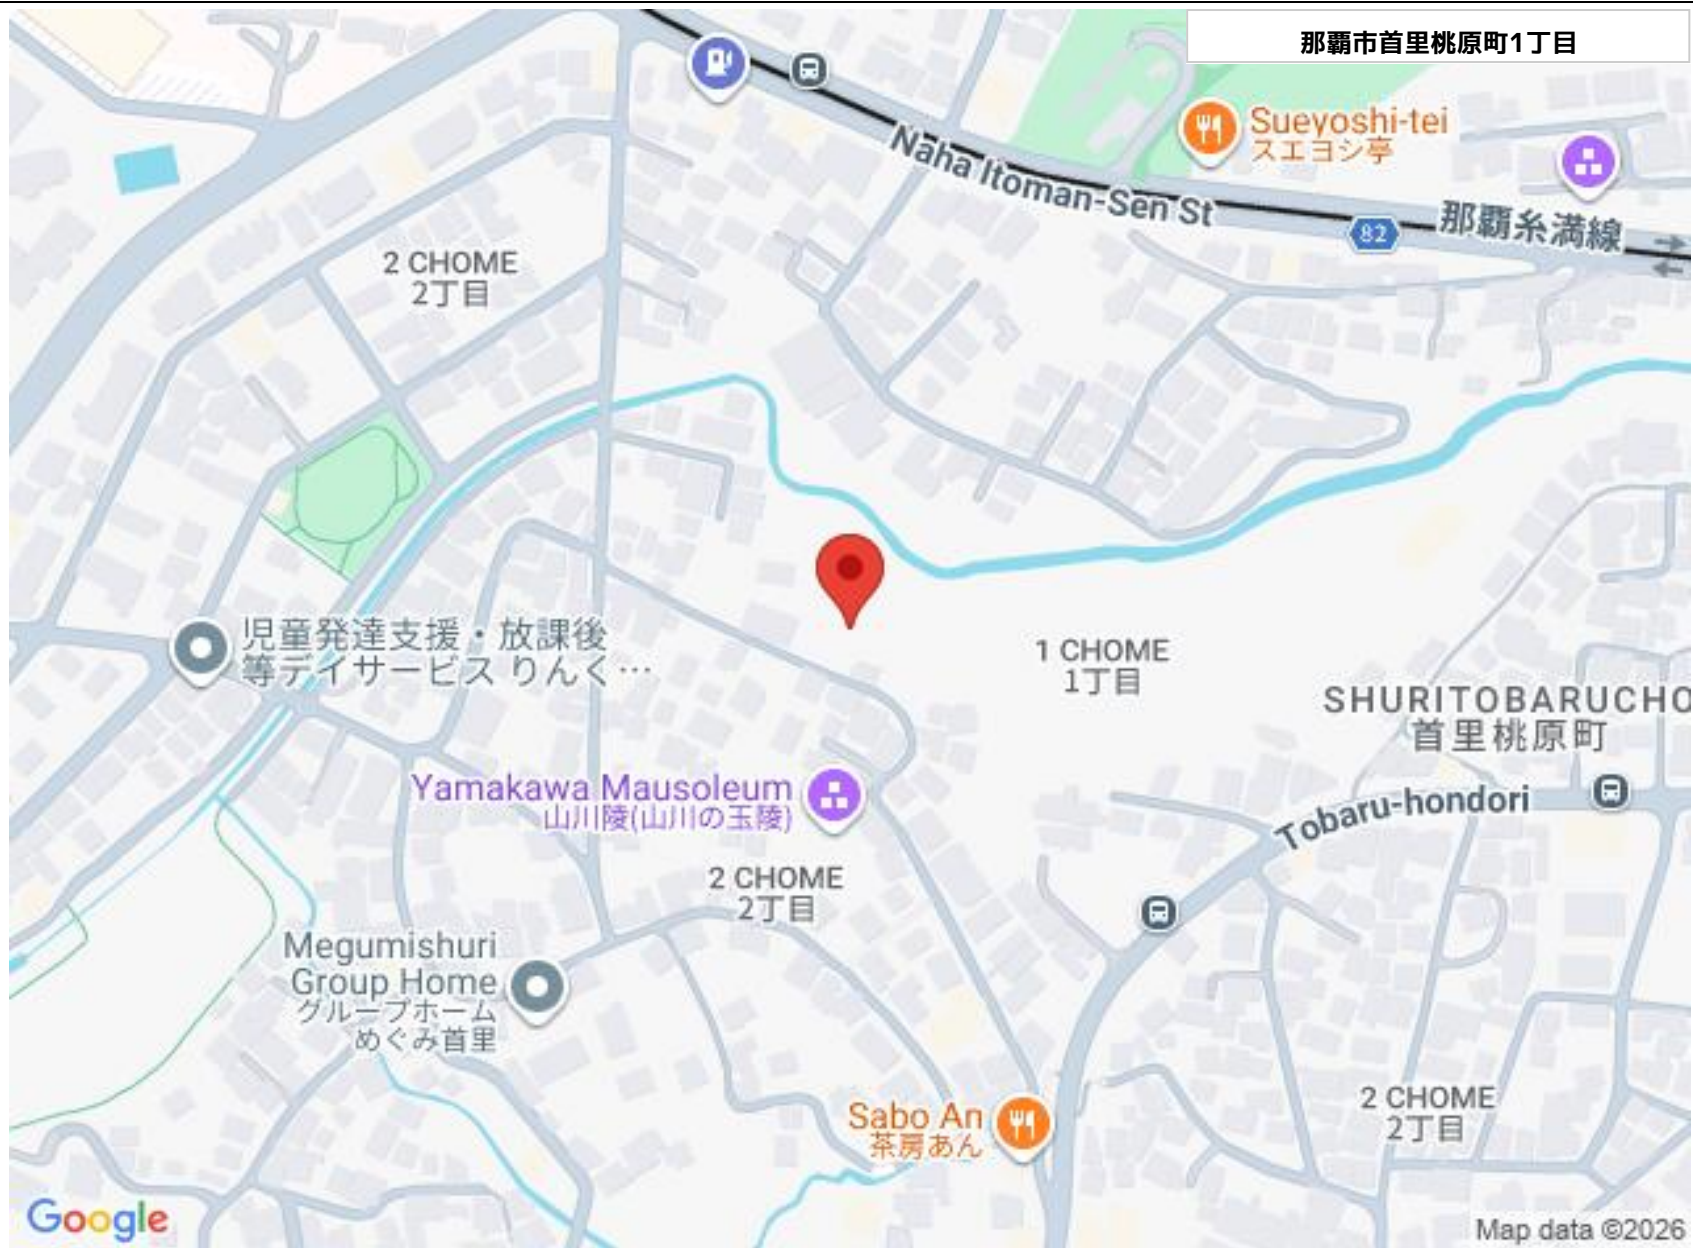 那覇市首里桃原町1丁目
Sueyoshi-tei
スエヨシ亭
Naha Itoman-Sen St
82
那覇糸満線
2 CHOME
2丁目
児童発達支援・放課後
等デイサービス りんく…
1 CHOME
1丁目
SHURITOBARUCHO
首里桃原町
Yamakawa Mausoleum
山川陵(山川の玉陵)
Tobaru-hondori
2 CHOME
2丁目
Megumishuri
Group Home
グループホーム
めぐみ首里
Sabo An
茶房あん
2 CHOME
2丁目
Google
Map data ©2026